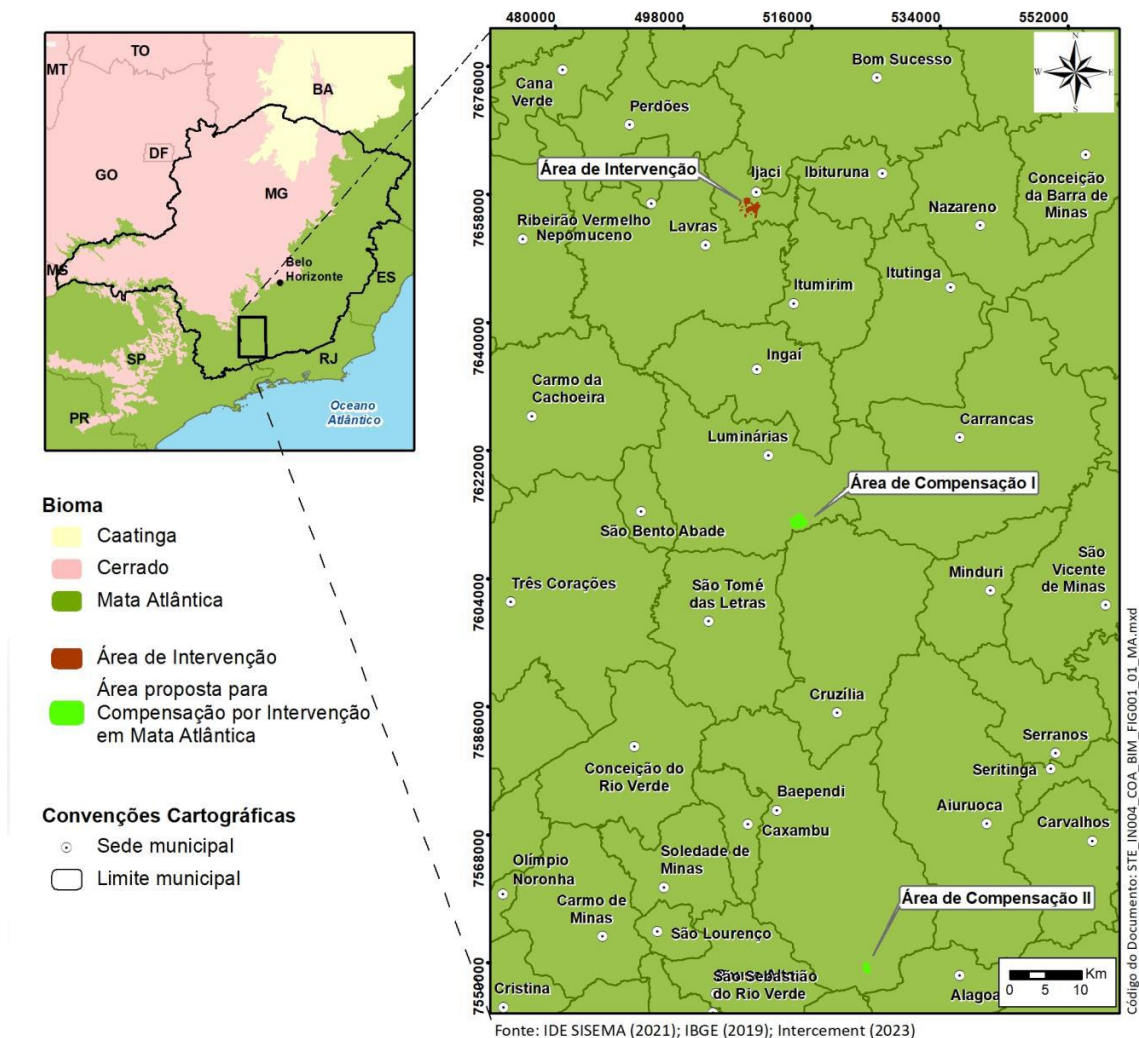 TO
MT
BA
DF
GO
MG
MS
Belo
Horizonte
ES
SP
RJ
PR
Oceano
Atlântico
Bioma
Caatinga
Cerrado
Mata Atlântica
Área de Intervenção
Área proposta para
Compensação por Intervenção
em Mata Atlântica
Convenções Cartográficas
Sede municipal
Limite municipal
480000 498000 516000 534000 552000
7676000
7658000
7640000
7622000
7604000
7586000
7568000
7550000
N
W E
S
Bom Sucesso
Cana
Verde
Perdões
Área de Intervenção
Ijaci
Ibituruna
Conceição
da Barra de
Minas
Nazareno
Ribeirão Vermelho
Nepomuceno
Lavras
Itutinga
Itumirim
Ingaí
Carmo da
Cachoeira
Carrancas
Luminárias
Área de Compensação I
São Bento Abade
São
Vicente
de Minas
Minduri
Três Corações
São Tomé
das Letras
Cruzília
Serranos
Seritinga
Conceição do
Rio Verde
Baependi
Caxambu
Aiuruoca
Carvalhos
Soledade de
Minas
Olímpio
Noronha
Carmo de
Minas
Área de Compensação II
São Lourenço
São Sebastião
do Rio Verde
Cristina
Alagoa
Km
0 5 10
Código do Documento: STE_IN004_COA_BIM_FIG001_01_MA.mxd
Fonte: IDE SISEMA (2021); IBGE (2019); Intercement (2023)